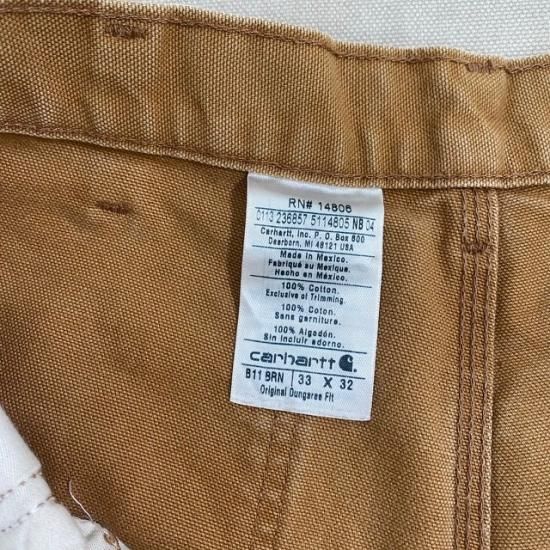 RN# 14806
0113 236857 5114805 NB 04
Carhartt, Inc. P. O. Box 600
Dearborn, MI 48121 USA
Made in Mexico.
Fabriqué au Mexique.
Hecho en Mexico.
100% Cotton.
Exclusive of Trimming.
100% Coton.
Sans garniture.
100% Algodón.
Sin incluir adorno.
carhartt
B11 BRN 33 X 32
Original Dungaree Fit